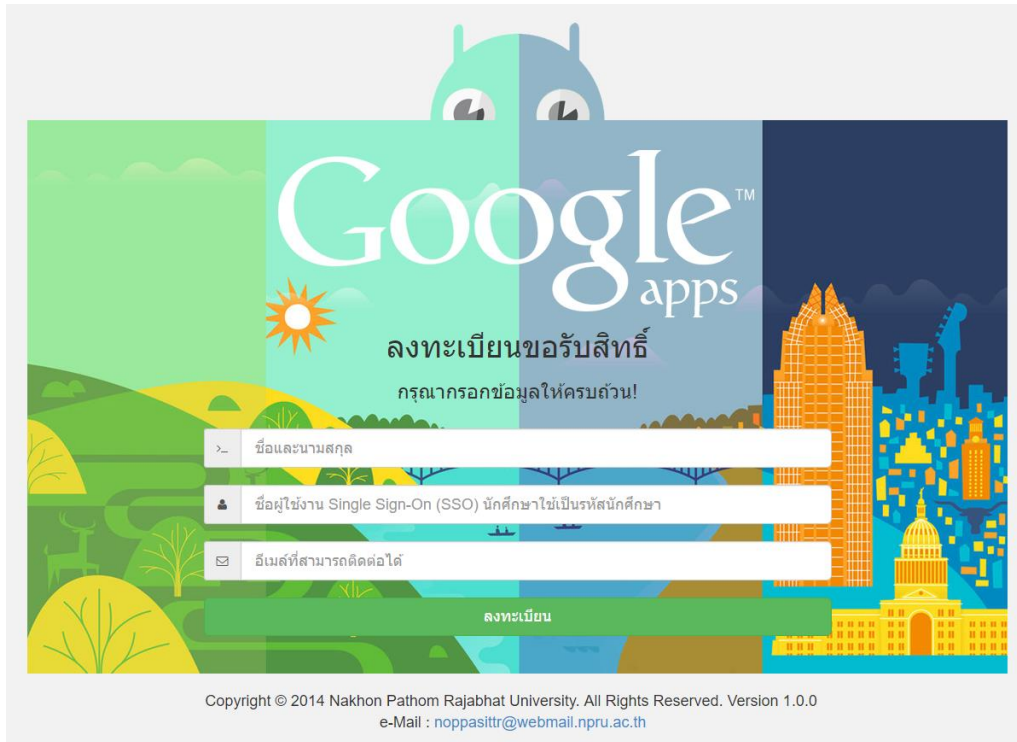 Google™
apps
ลงทะเบียนขอรับสิทธิ์
กรุณากรอกข้อมูลให้ครบถ้วน!
>_ ชื่อและนามสกุล
ชื่อผู้ใช้งาน Single Sign-On (SSO) นักศึกษาใช้เป็นรหัสนักศึกษา
อีเมล์ที่สามารถติดต่อได้
ลงทะเบียน
Copyright © 2014 Nakhon Pathom Rajabhat University. All Rights Reserved. Version 1.0.0
e-Mail : noppasittr@webmail.npru.ac.th